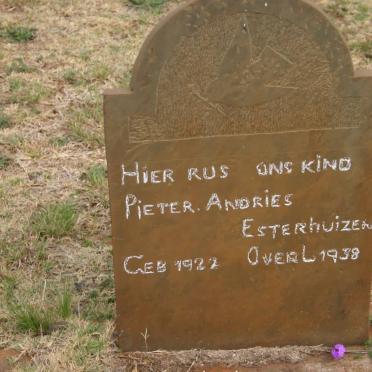 HIER RUS ONS KIND
PIETER. ANDRIES
ESTERHUIZEN
GEB 1922 OVERL 1938